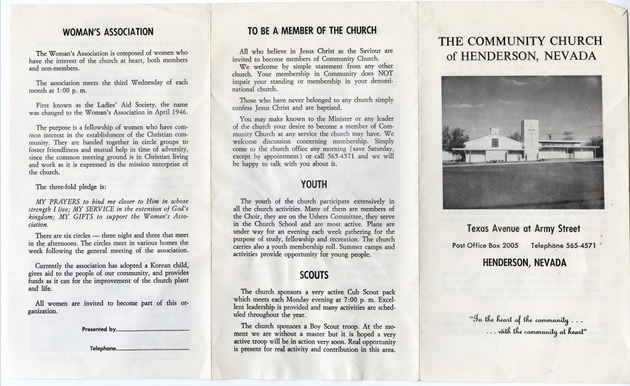 WOMAN'S ASSOCIATION
The Woman's Association is composed of women who
have the interest of the church at heart, both members
and non-members.
The association meets the third Wednesday of each
month at 1:00 p. m.
First known as the Ladies' Aid Society, the name
was changed to the Woman's Association in April 1946.
The purpose is a fellowship of women who have com-
mon interest in the establishment of the Christian com-
munity. They are banded together in circle groups to
foster friendliness and mutual help in time of adversity,
since the common meeting ground is in Christian living
and work as it is expressed in the mission enterprise of
the church.
The three-fold pledge is:
MY PRAYERS to bind me closer to Him in whose
strength I live; MY SERVICE in the extension of God's
kingdom; MY GIFTS to support the Woman's Asso-
ciation.
There are six circles — three night and three that meet
in the afternoons. The circles meet in various homes the
week following the general meeting of the association.
Currently the association has adopted a Korean child,
gives aid to the people of our community, and provides
funds as it can for the improvement of the church plant
and life.
All women are invited to become part of this or-
ganization.
Presented by
Telephone
TO BE A MEMBER OF THE CHURCH
All who believe in Jesus Christ as the Saviour are
invited to become members of Community Church.
We welcome by simple statement from any other
church. Your membership in Community does NOT
impair your standing or membership in your denomi-
national church.
Those who have never belonged to any church simply
confess Jesus Christ and are baptised.
You may make known to the Minister or any leader
of the church your desire to become a member of Com-
munity Church at any service the church may have. We
welcome discussion concerning membership. Simply
come to the church office any morning (save Saturday,
except by appointment) or call 565-4571 and we will
be happy to talk with you about it.
YOUTH
The youth of the church participate extensively in
all the church activities. Many of them are members of
the Choir, they are on the Ushers Committee, they serve
in the Church School and are most active. Plans are
under way for an evening each week gathering for the
purpose of study, fellowship and recreation. The church
carries also a youth membership roll. Summer camps and
activities provide opportunity for young people.
SCOUTS
The church sponsors a very active Cub Scout pack
which meets each Monday evening at 7:00 p. m. Excel-
lent leadership is provided and many activities are sched-
uled throughout the year.
The church sponsors a Boy Scout troop. At the mo-
ment we are without a master but it is hoped a very
active troop will be in action very soon. Real opportunity
is present for real activity and contribution in this area.
THE COMMUNITY CHURCH
of HENDERSON, NEVADA
Texas Avenue at Army Street
Post Office Box 2005 Telephone 565-4571
HENDERSON, NEVADA
"In the heart of the community . . .
. . . with the community at heart"